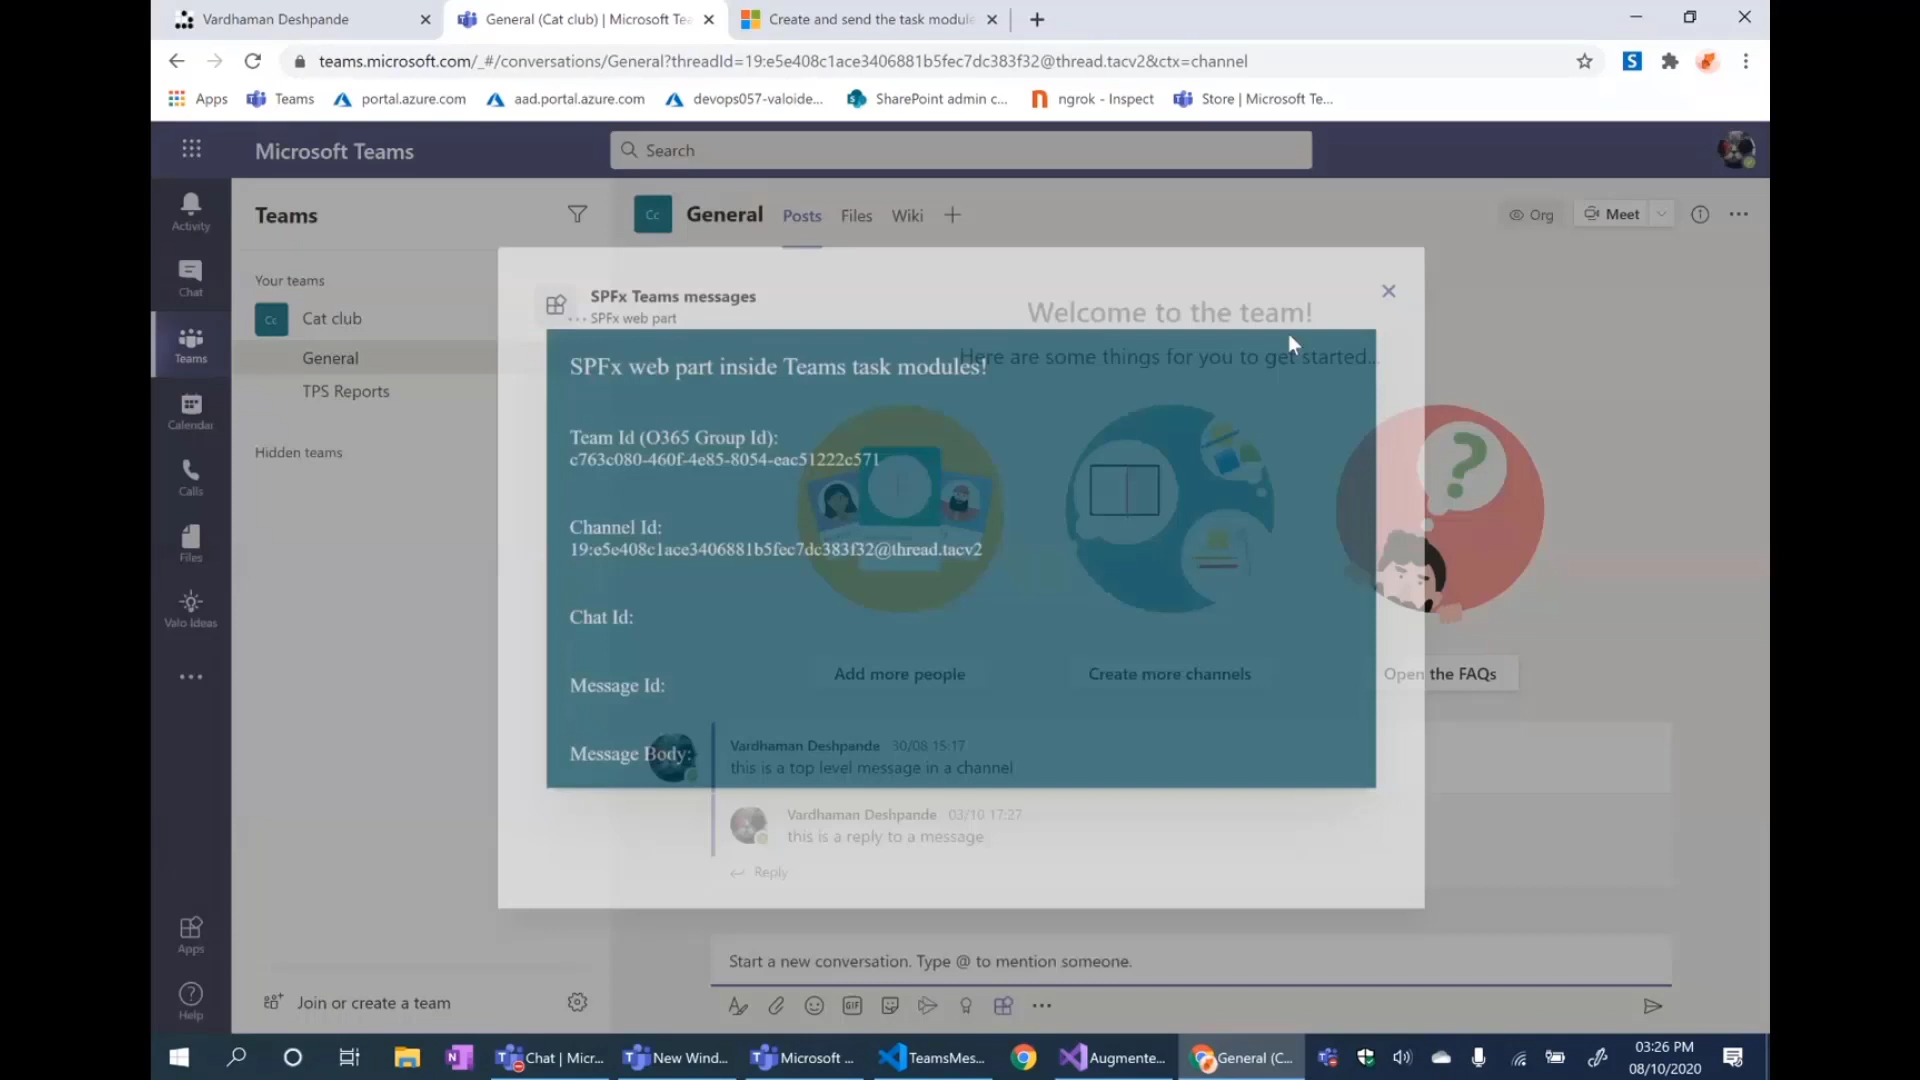 Vardhaman Deshpande
General (Cat club) | Microsoft Tea
Create and send the task module
teams.microsoft.com/_#/conversations/General?threadId=19:e5e408c1ace3406881b5fec7dc383f32@thread.tacv2&ctx=channel
Apps
Teams
portal.azure.com
aad.portal.azure.com
devops057-valoide...
SharePoint admin c...
ngrok - Inspect
Store | Microsoft Te...
Microsoft Teams
Search
Activity
Chat
Teams
Calendar
Calls
Files
Valo Ideas
Apps
Help
Teams
Your teams
Cc Cat club
General
TPS Reports
Hidden teams
Join or create a team
Cc General Posts Files Wiki
Org
Meet
SPFx Teams messages
SPFx web part
Welcome to the team!
Here are some things for you to get started...
SPFx web part inside Teams task modules!
Team Id (O365 Group Id):
c763c080-460f-4e85-8054-eac51222c571
Channel Id:
19:e5e408c1ace3406881b5fec7dc383f32@thread.tacv2
Chat Id:
Message Id:
Message Body:
Add more people
Create more channels
Open the FAQs
Vardhaman Deshpande 30/08 15:17
this is a top level message in a channel
Vardhaman Deshpande 03/10 17:27
this is a reply to a message
Reply
Start a new conversation. Type @ to mention someone.
GIF
Chat | Micr...
New Wind...
Microsoft ...
TeamsMes...
Augmente...
General (C...
03:26 PM
08/10/2020